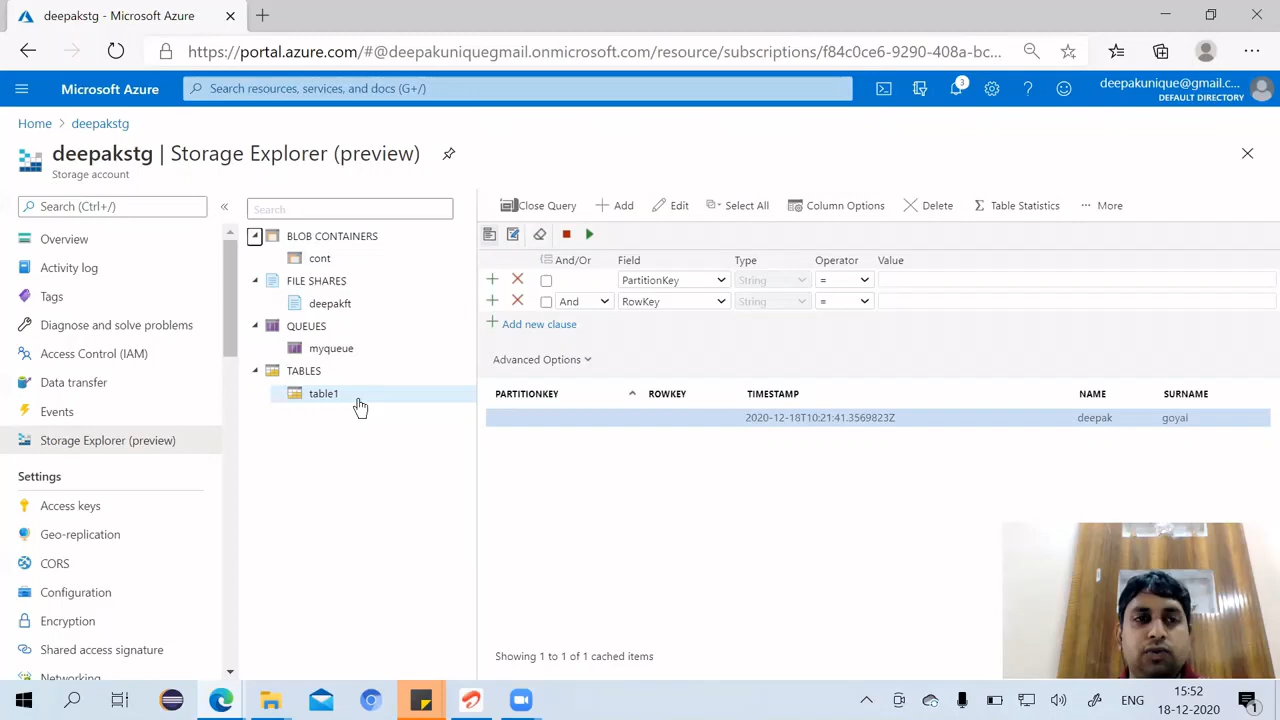 deepakstg - Microsoft Azure
https://portal.azure.com/#@deepakuniquegmail.onmicrosoft.com/resource/subscriptions/f84c0ce6-9290-408a-bc...
Microsoft Azure
Search resources, services, and docs (G+/)
3
deepakunique@gmail.c...
DEFAULT DIRECTORY
Home > deepakstg
deepakstg | Storage Explorer (preview)
Storage account
Search (Ctrl+/)
Overview
Activity log
Tags
Diagnose and solve problems
Access Control (IAM)
Data transfer
Events
Storage Explorer (preview)
Settings
Access keys
Geo-replication
CORS
Configuration
Encryption
Shared access signature
Networking
Search
BLOB CONTAINERS
cont
FILE SHARES
deepakft
QUEUES
myqueue
TABLES
table1
Close Query Add Edit Select All Column Options Delete Table Statistics ... More
And/Or Field Type Operator Value
PartitionKey String =
And RowKey String =
Add new clause
Advanced Options
PARTITIONKEY ROWKEY TIMESTAMP NAME SURNAME
2020-12-18T10:21:41.3569823Z deepak goyal
Showing 1 to 1 of 1 cached items
ENG
15:52
18-12-2020
1